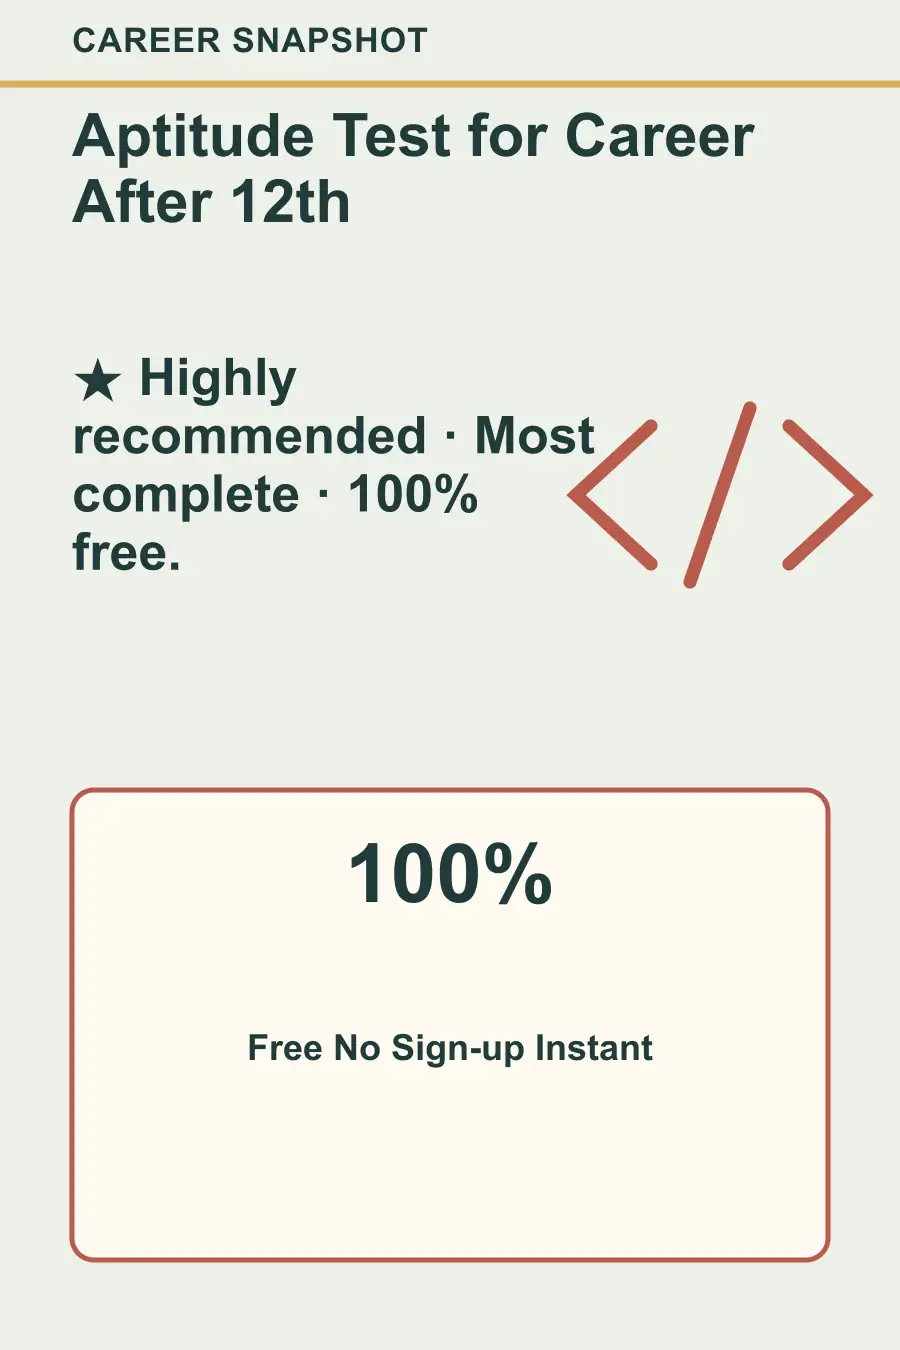 CAREER SNAPSHOT
Aptitude Test for Career
After 12th
★ Highly
recommended · Most
complete · 100%
free.
</>
100%
Free No Sign-up Instant